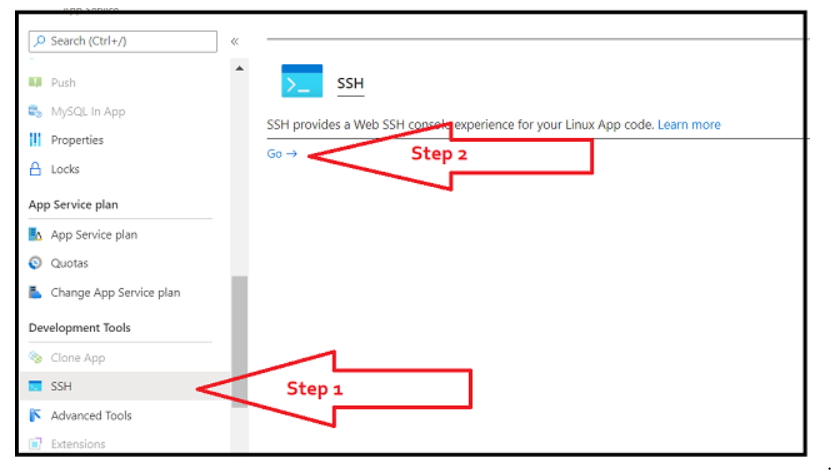 App Service
Search (Ctrl+/)
«
Push
MySQL In App
Properties
Locks
App Service plan
App Service plan
Quotas
Change App Service plan
Development Tools
Clone App
SSH
Advanced Tools
Extensions
SSH
SSH provides a Web SSH console experience for your Linux App code. Learn more
Go →
Step 2
Step 1
.